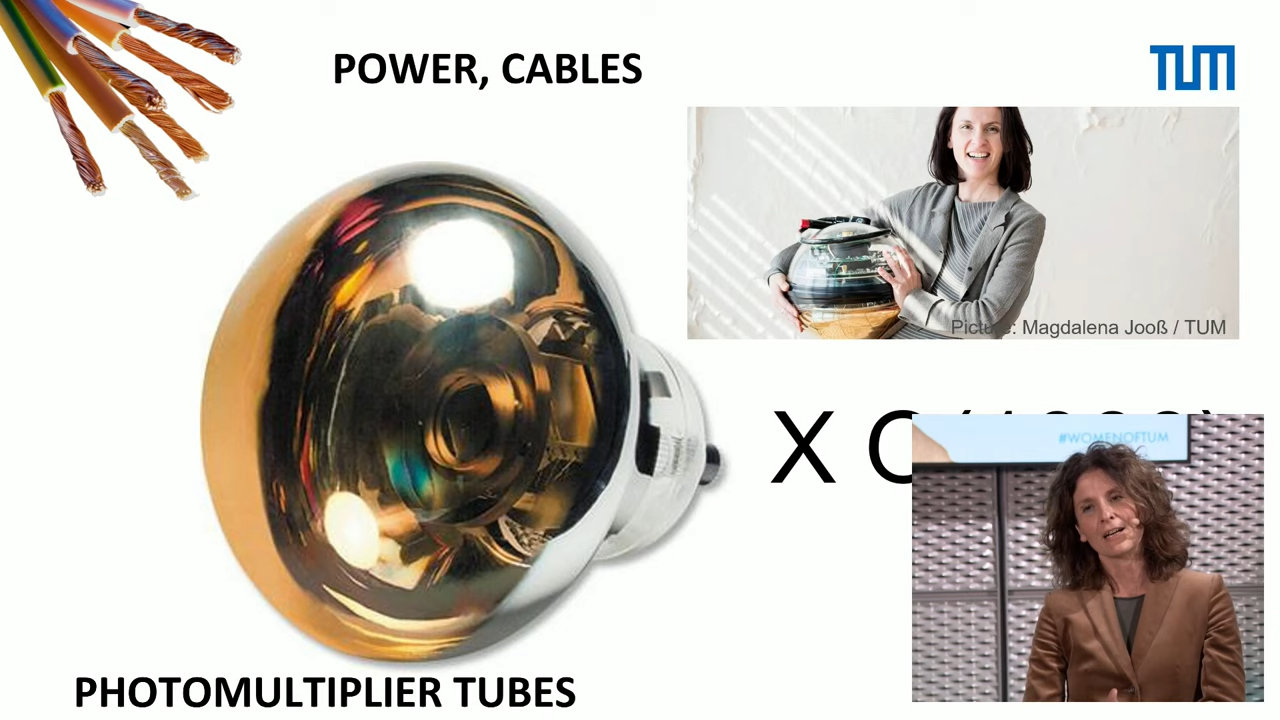 POWER, CABLES
TUM
Picture: Magdalena Jooß / TUM
X
#WOMENOFTUM
PHOTOMULTIPLIER TUBES